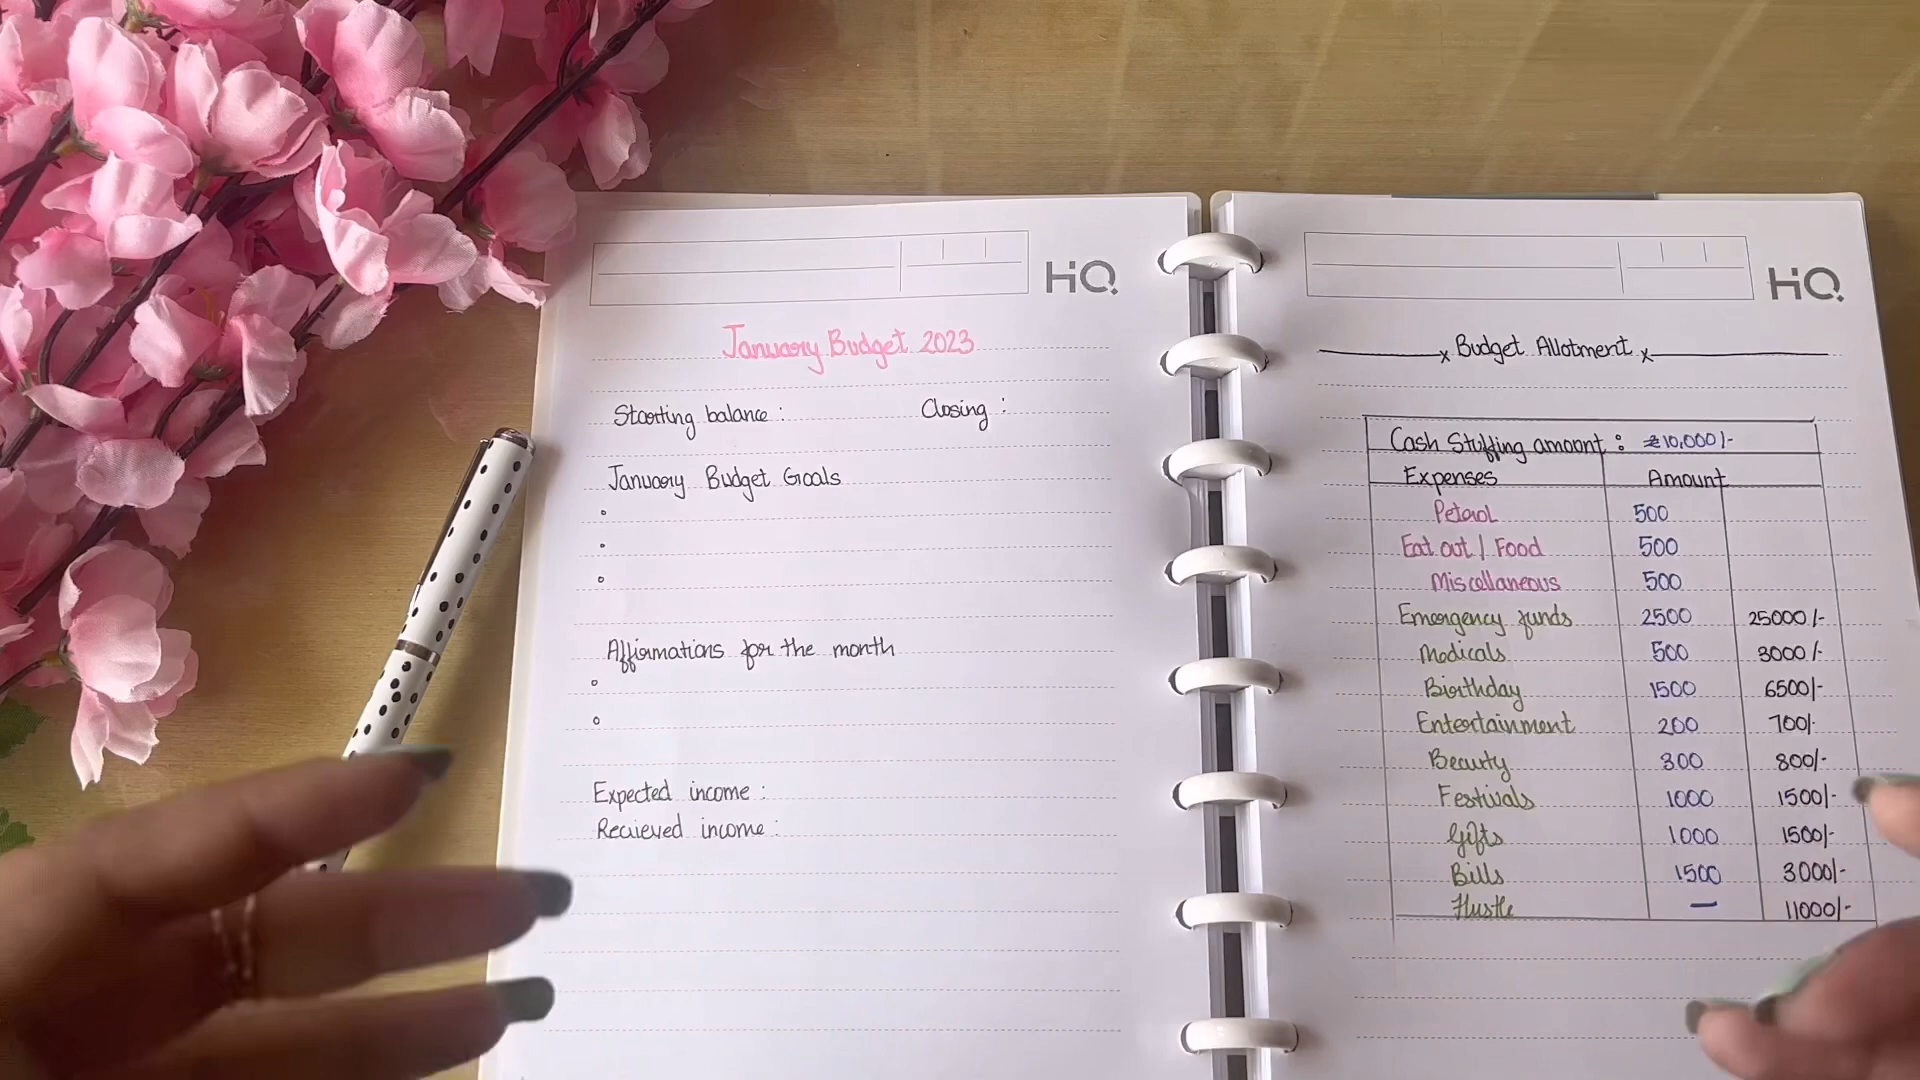 HQ
January Budget 2023
Starting balance : Closing :
January Budget Goals
Affirmations for the month
Expected income :
Recieved income :
HQ
x Budget Allotment x
Cash Stuffing amount : ₹10,000/-
Expenses Amount
Petrol 500
Eat out / Food 500
Miscellaneous 500
Emergency funds 2500 25000/-
Medicals 500 3000/-
Birthday 1500 6500/-
Entertainment 200 700/-
Beauty 300 800/-
Festivals 1000 1500/-
Gifts 1000 1500/-
Bills 1500 3000/-
Hustle — 11000/-